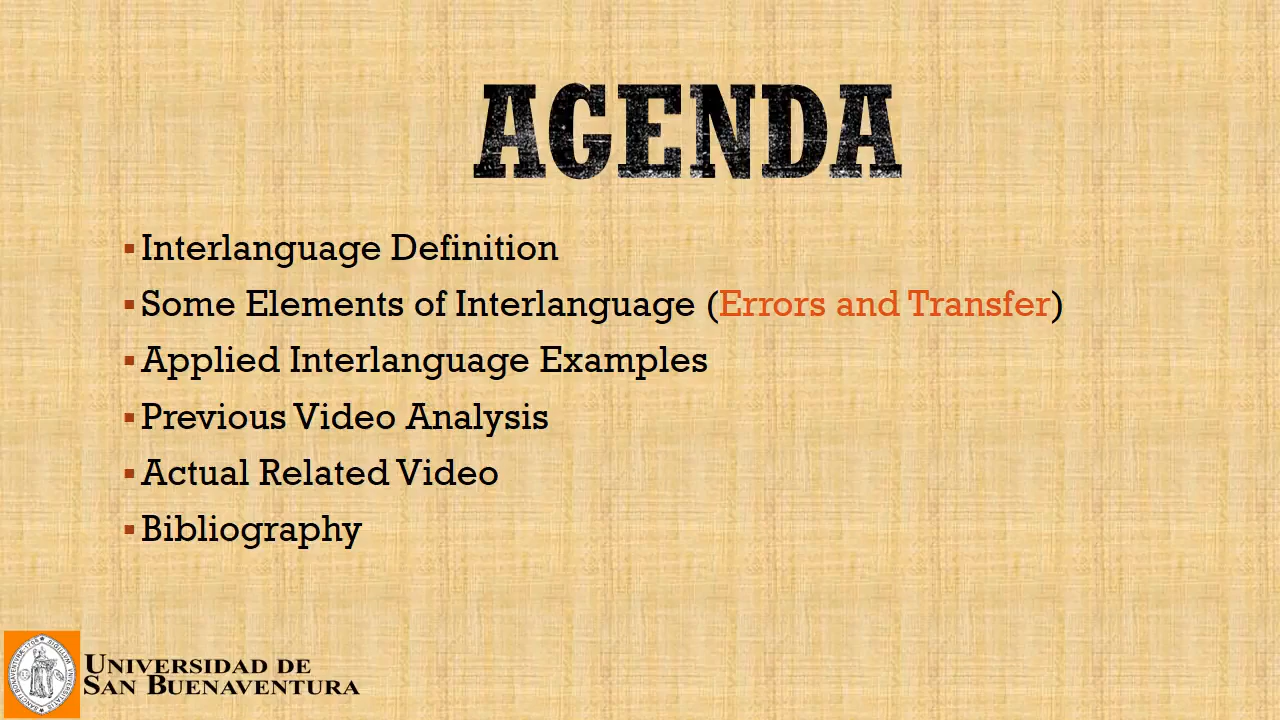 AGENDA
▪Interlanguage Definition
▪Some Elements of Interlanguage (Errors and Transfer)
▪Applied Interlanguage Examples
▪Previous Video Analysis
▪Actual Related Video
▪Bibliography
UNIVERSIDAD DE
SAN BUENAVENTURA